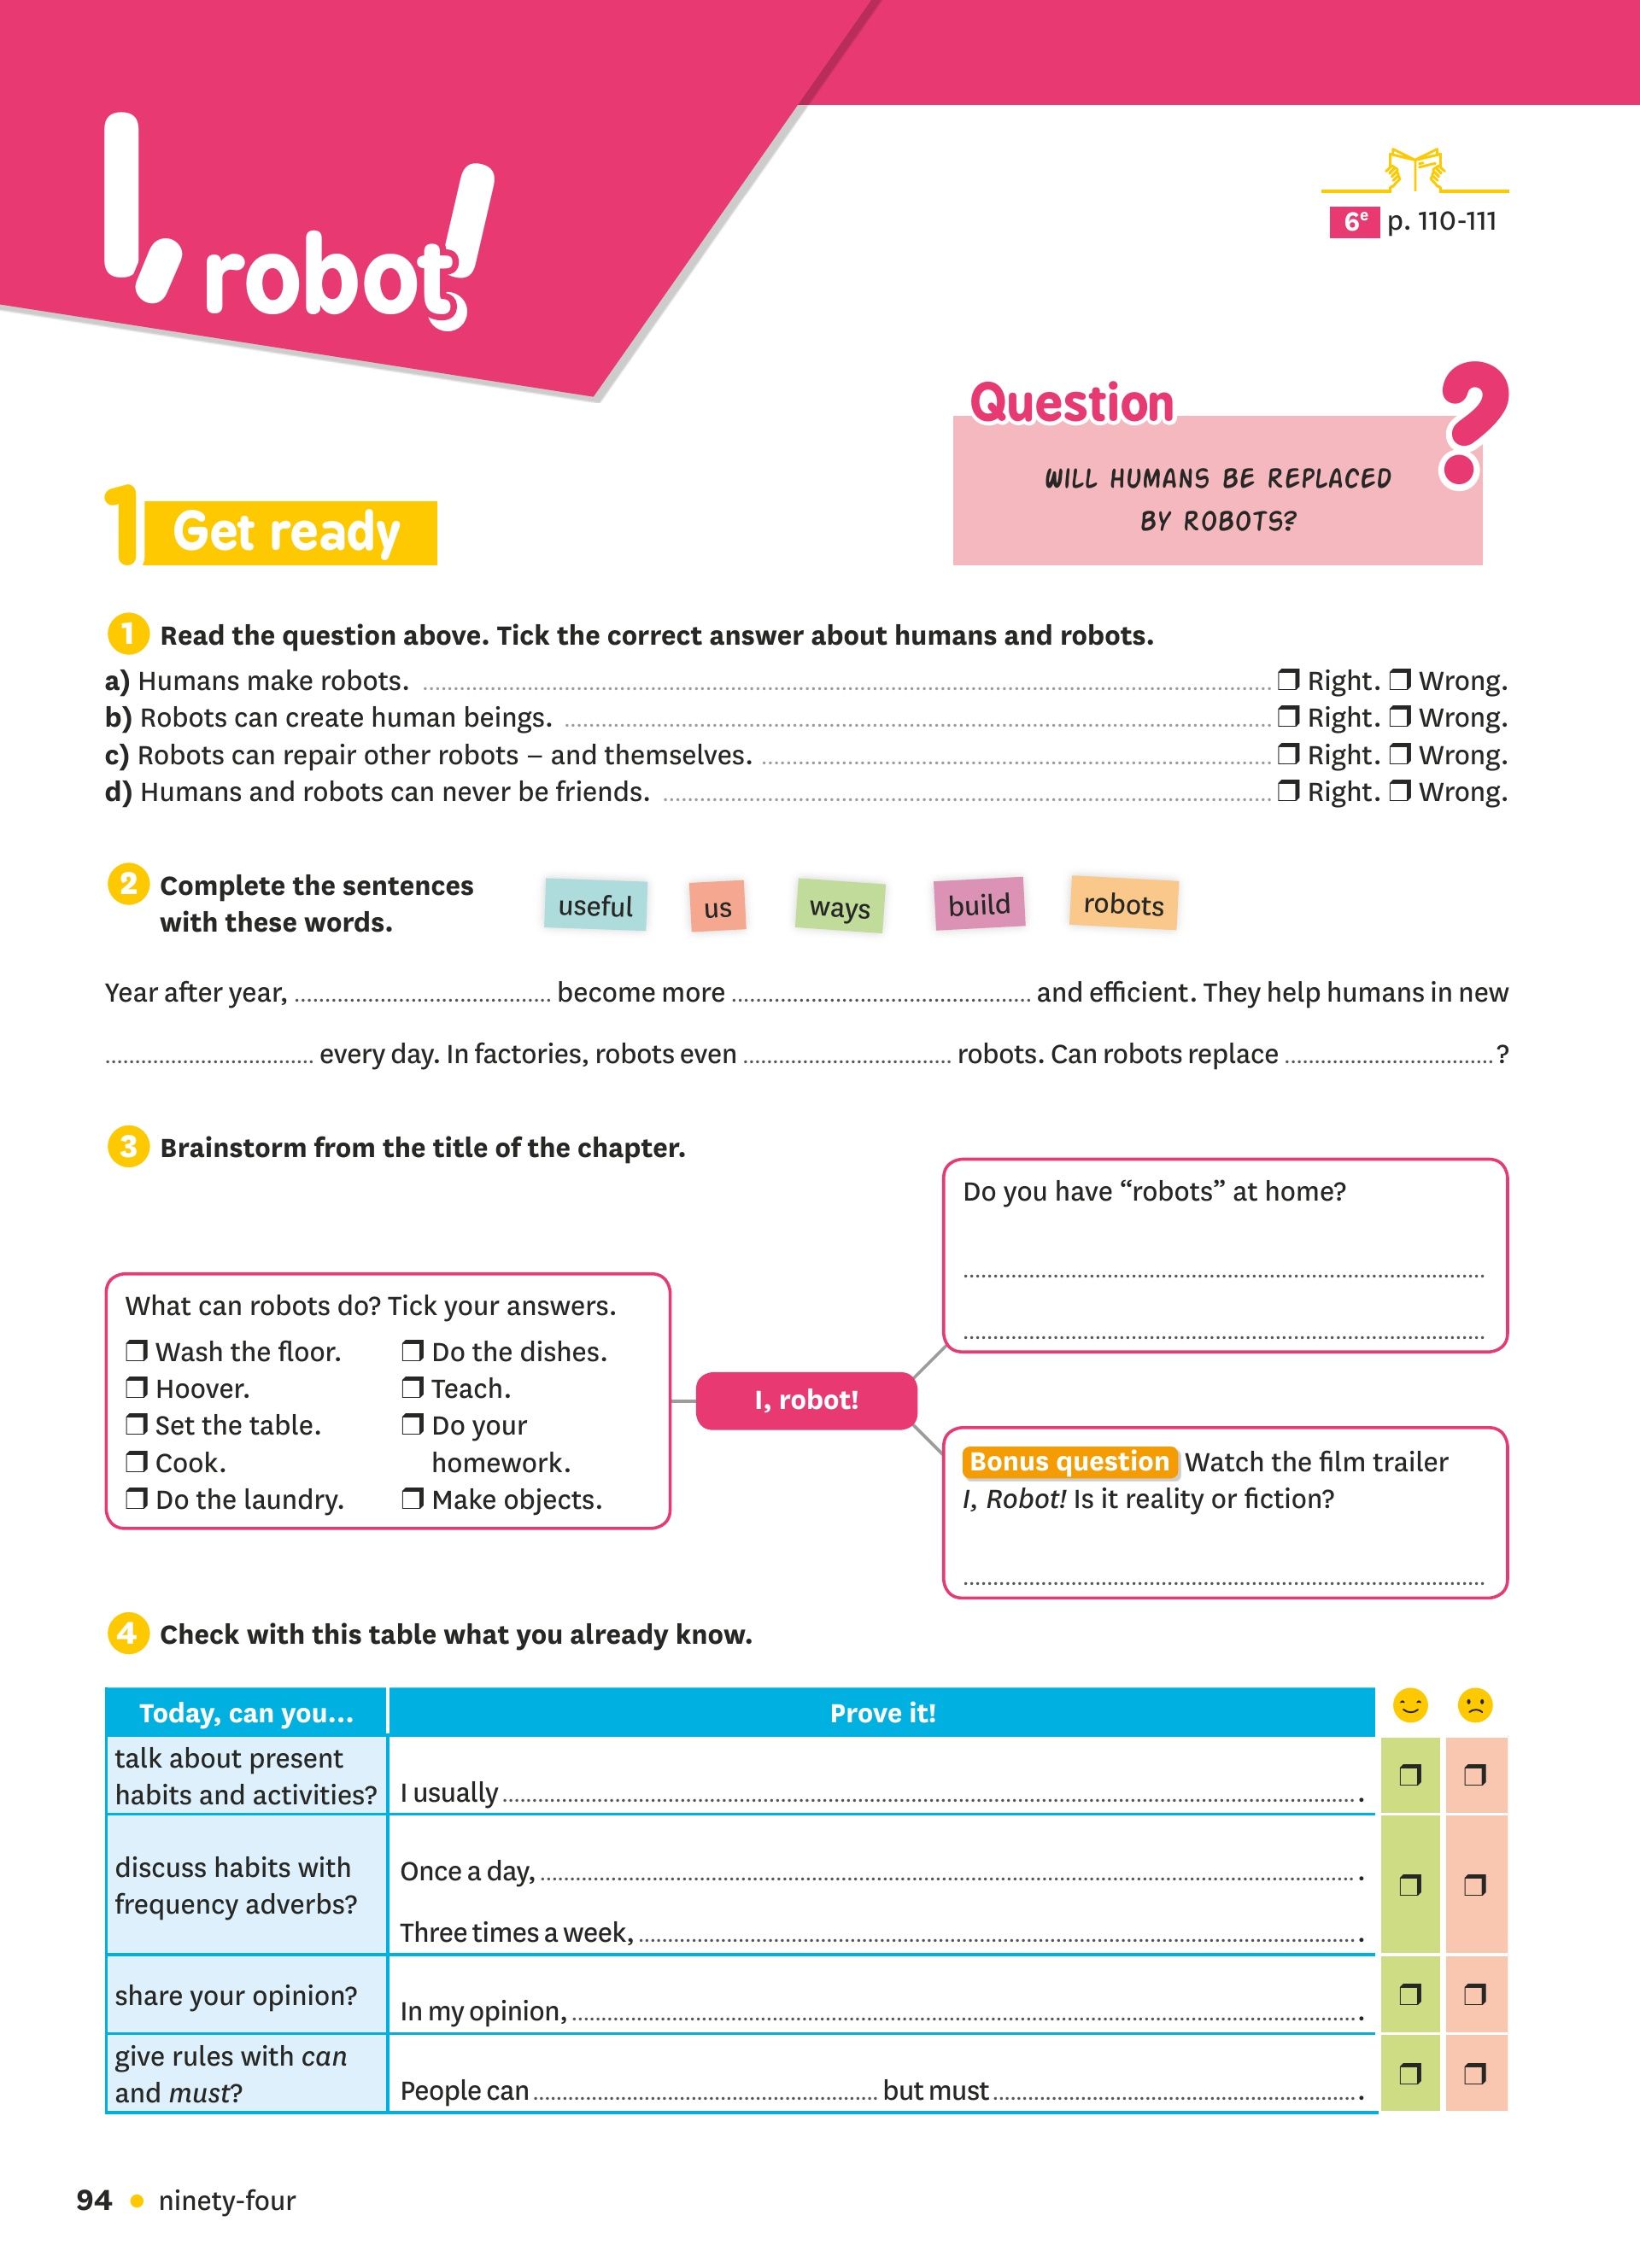 I, robot!
6e p. 110-111
Question ?
WILL HUMANS BE REPLACED
BY ROBOTS?
1 Get ready
1 Read the question above. Tick the correct answer about humans and robots.
a) Humans make robots. ❒ Right. ❒ Wrong.
b) Robots can create human beings. ❒ Right. ❒ Wrong.
c) Robots can repair other robots – and themselves. ❒ Right. ❒ Wrong.
d) Humans and robots can never be friends. ❒ Right. ❒ Wrong.
2 Complete the sentences
with these words.
useful us ways build robots
Year after year, .......... become more .......... and efficient. They help humans in new
.......... every day. In factories, robots even .......... robots. Can robots replace .......... ?
3 Brainstorm from the title of the chapter.
Do you have “robots” at home?
What can robots do? Tick your answers.
❒ Wash the floor. ❒ Do the dishes.
❒ Hoover. ❒ Teach.
❒ Set the table. ❒ Do your
❒ Cook. homework.
❒ Do the laundry. ❒ Make objects.
I, robot!
Bonus question Watch the film trailer
I, Robot! Is it reality or fiction?
4 Check with this table what you already know.
Today, can you... Prove it!
talk about present
habits and activities? I usually .......... . ❒ ❒
discuss habits with
frequency adverbs?
Once a day, .......... . ❒ ❒
Three times a week, .......... .
share your opinion? In my opinion, .......... . ❒ ❒
give rules with can
and must? People can .......... but must .......... . ❒ ❒
94 • ninety-four